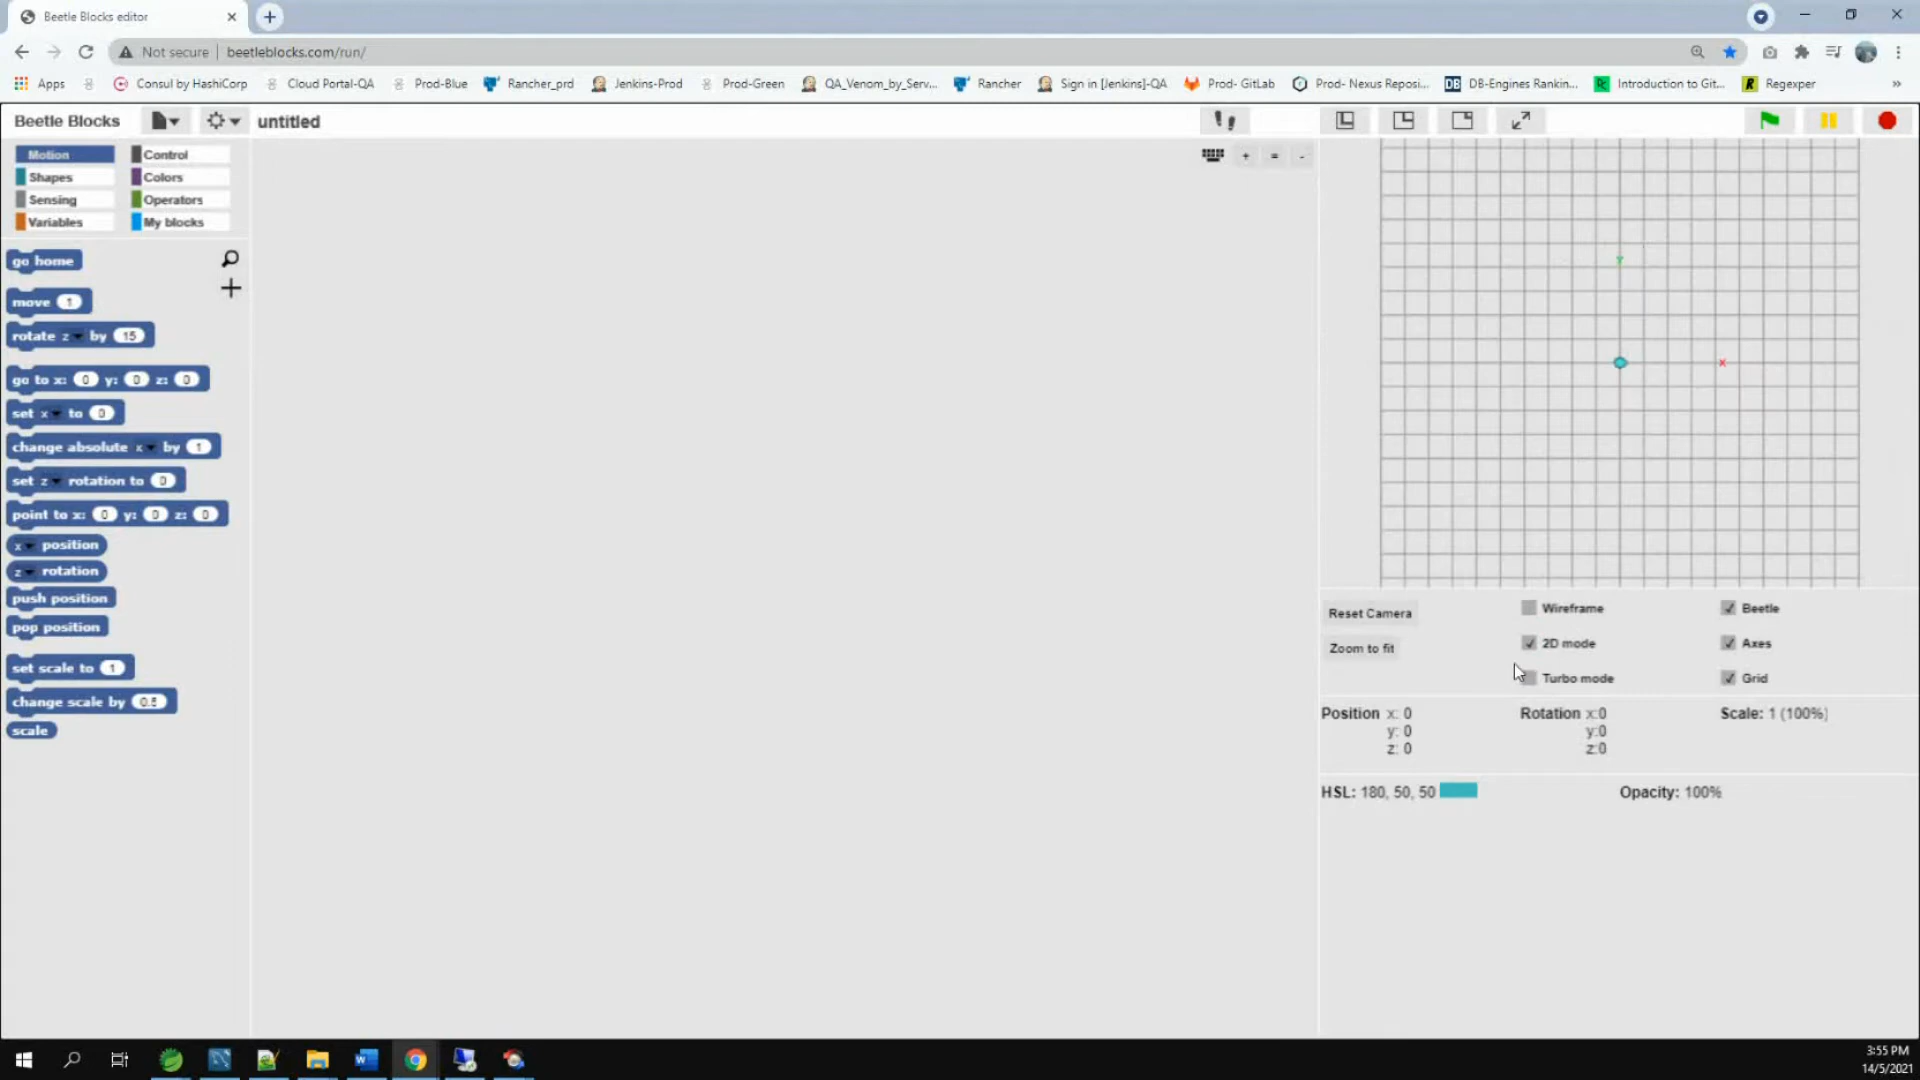 Beetle Blocks editor
Not secure beetleblocks.com/run/
Apps Consul by HashiCorp Cloud Portal-QA Prod-Blue Rancher_prd Jenkins-Prod Prod-Green QA_Venom_by_Serv... Rancher Sign in [Jenkins]-QA Prod- GitLab Prod- Nexus Reposi... DB-Engines Rankin... Introduction to Git... Regexper
Beetle Blocks untitled
Motion Control
Shapes Colors
Sensing Operators
Variables My blocks
go home
move 1
rotate z by 15
go to x: 0 y: 0 z: 0
set x to 0
change absolute x by 1
set z rotation to 0
point to x: 0 y: 0 z: 0
x position
z rotation
push position
pop position
set scale to 1
change scale by 0.5
scale
+ = -
Y
X
Reset Camera Wireframe Beetle
Zoom to fit 2D mode Axes
Turbo mode Grid
Position x: 0 Rotation x:0 Scale: 1 (100%)
y: 0 y:0
z: 0 z:0
HSL: 180, 50, 50 Opacity: 100%
3:55 PM
14/5/2021